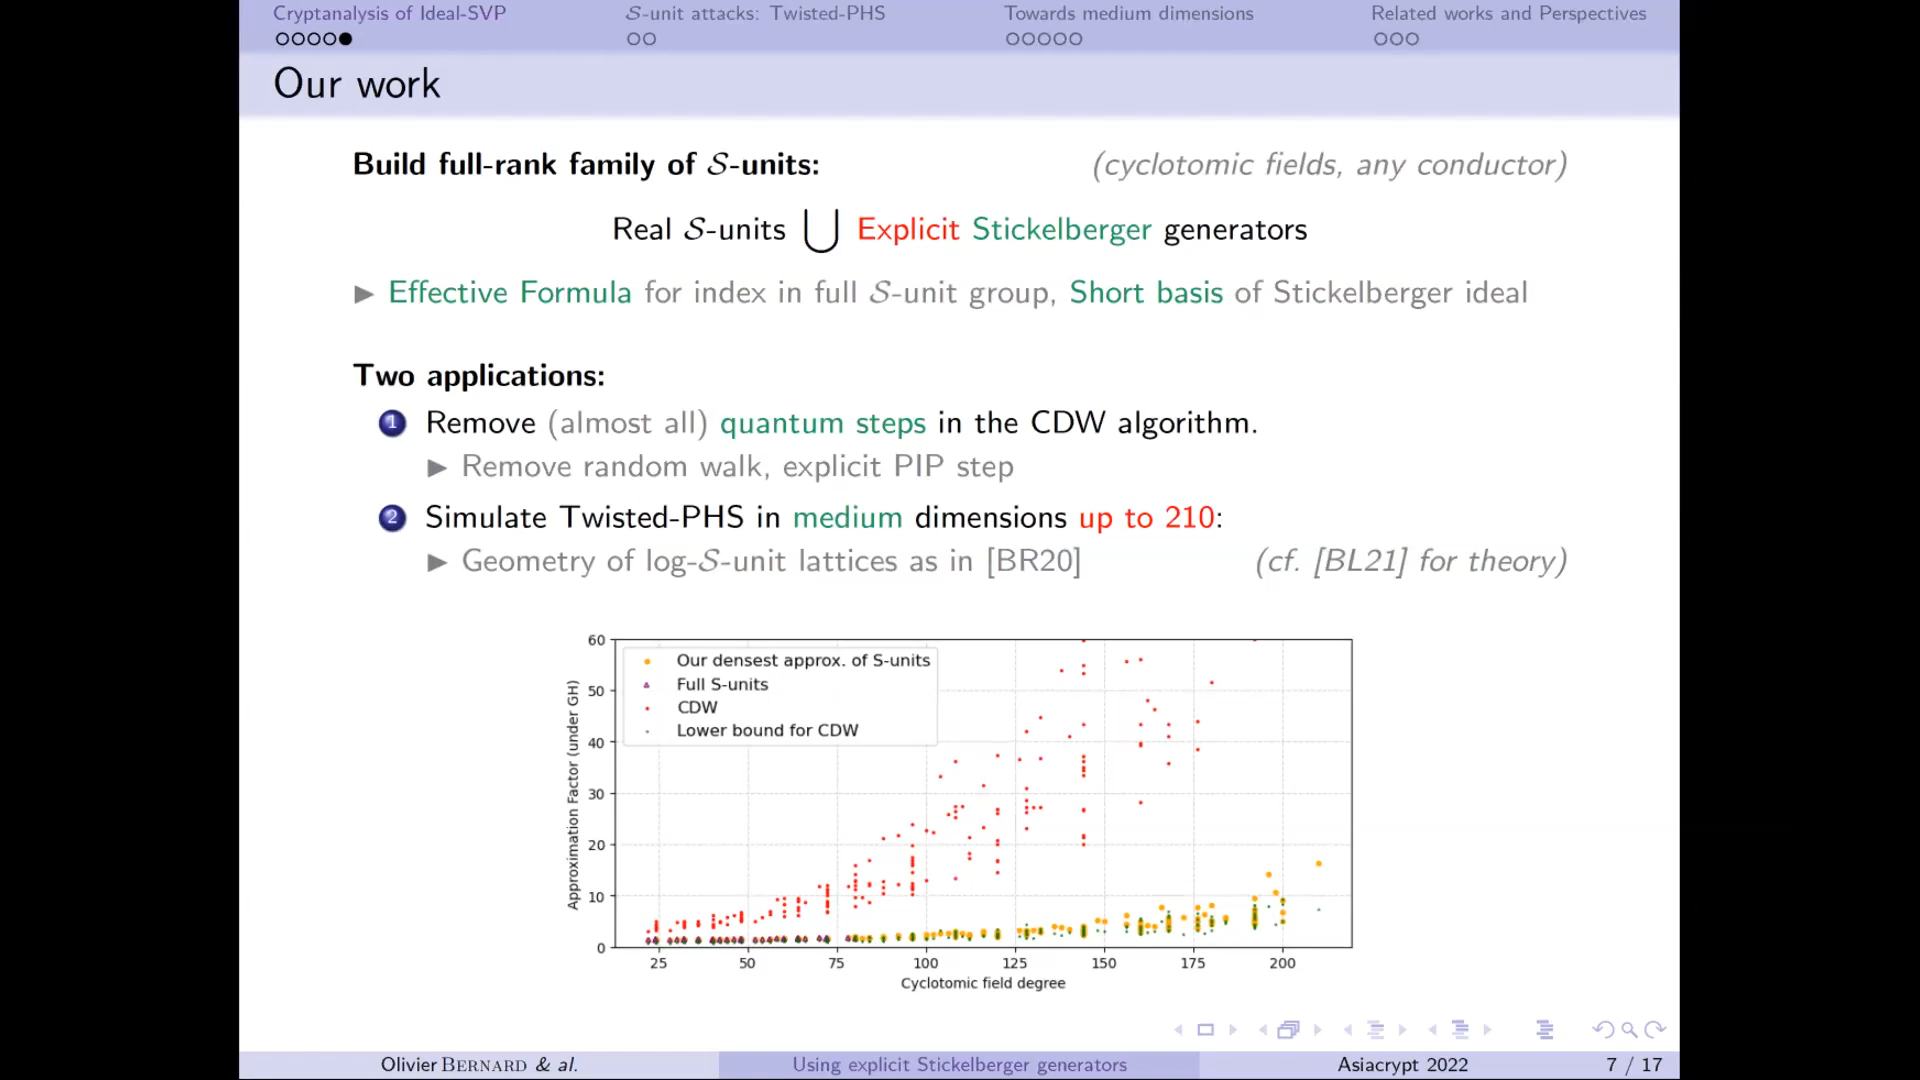 Cryptanalysis of Ideal-SVP
S-unit attacks: Twisted-PHS
Towards medium dimensions
Related works and Perspectives
Our work
Build full-rank family of S-units: (cyclotomic fields, any conductor)
Real S-units ⋃ Explicit Stickelberger generators
▶ Effective Formula for index in full S-unit group, Short basis of Stickelberger ideal
Two applications:
1 Remove (almost all) quantum steps in the CDW algorithm.
▶ Remove random walk, explicit PIP step
2 Simulate Twisted-PHS in medium dimensions up to 210:
▶ Geometry of log-S-unit lattices as in [BR20] (cf. [BL21] for theory)
Approximation Factor (under GH)
60
50
40
30
20
10
0
Our densest approx. of S-units
Full S-units
CDW
Lower bound for CDW
25 50 75 100 125 150 175 200
Cyclotomic field degree
Olivier BERNARD & al.
Using explicit Stickelberger generators
Asiacrypt 2022
7 / 17